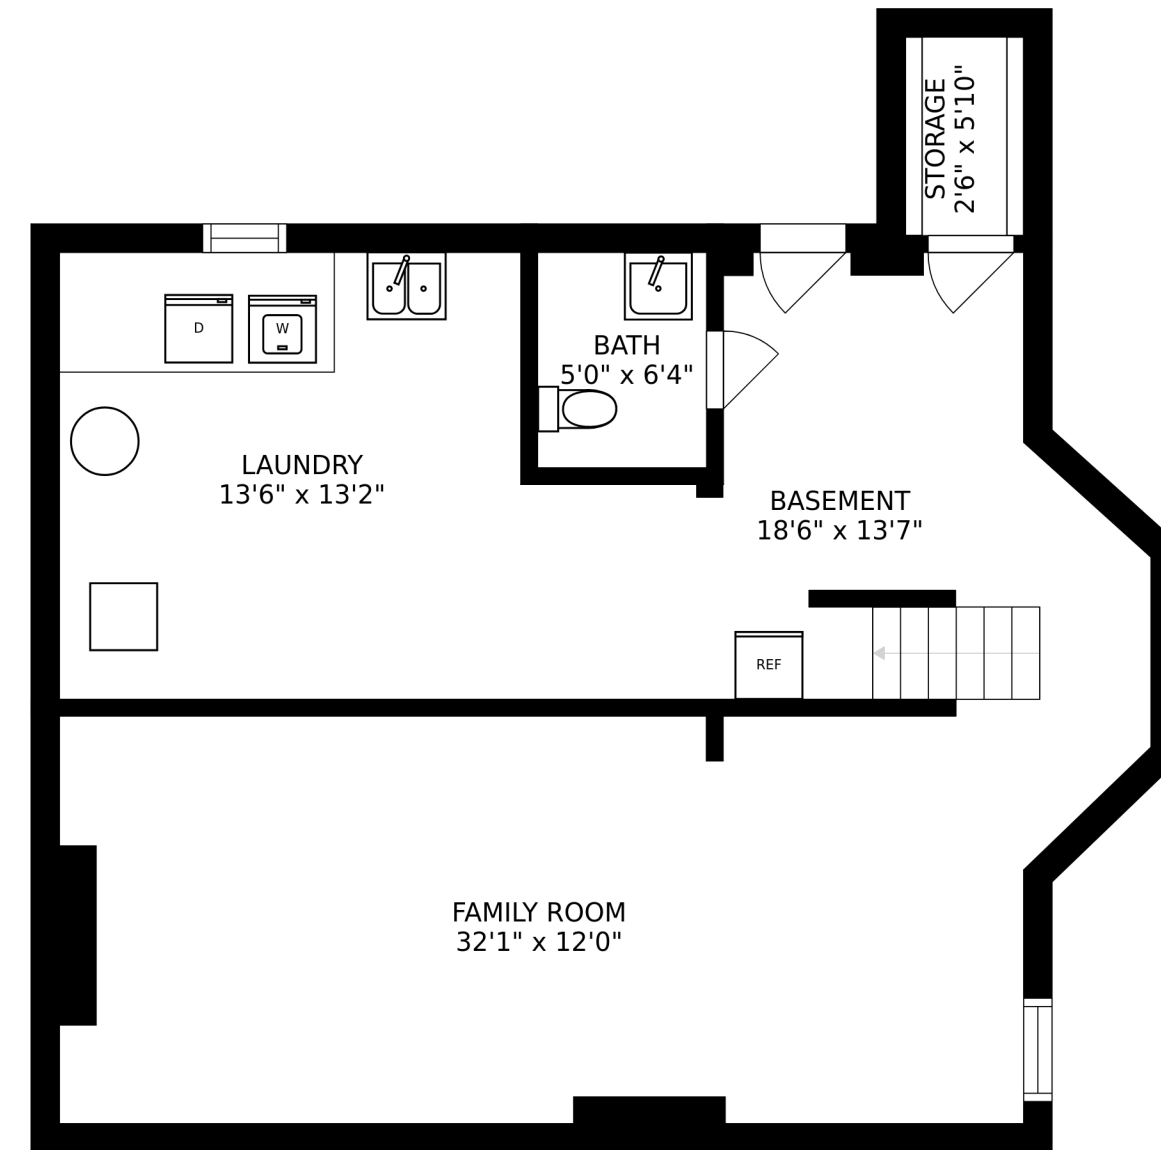 STORAGE
2'6" x 5'10"
D
W
BATH
5'0" x 6'4"
LAUNDRY
13'6" x 13'2"
BASEMENT
18'6" x 13'7"
REF
FAMILY ROOM
32'1" x 12'0"